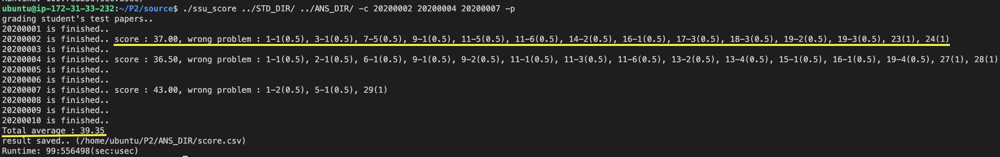 Runtime: 100:768256(sec:usec)
ubuntu@ip-172-31-33-232:~/P2/source$ ./ssu_score ../STD_DIR/ ../ANS_DIR/ -c 20200002 20200004 20200007 -p
grading student's test papers..
20200001 is finished..
20200002 is finished.. score : 37.00, wrong problem : 1-1(0.5), 3-1(0.5), 7-5(0.5), 9-1(0.5), 11-5(0.5), 11-6(0.5), 14-2(0.5), 16-1(0.5), 17-3(0.5), 18-3(0.5), 19-2(0.5), 19-3(0.5), 23(1), 24(1)
20200003 is finished..
20200004 is finished.. score : 36.50, wrong problem : 1-1(0.5), 2-1(0.5), 6-1(0.5), 9-1(0.5), 9-2(0.5), 11-1(0.5), 11-3(0.5), 11-6(0.5), 13-2(0.5), 13-4(0.5), 15-1(0.5), 16-1(0.5), 19-4(0.5), 27(1), 28(1)
20200005 is finished..
20200006 is finished..
20200007 is finished.. score : 43.00, wrong problem : 1-2(0.5), 5-1(0.5), 29(1)
20200008 is finished..
20200009 is finished..
20200010 is finished..
Total average : 39.35
result saved.. (/home/ubuntu/P2/ANS_DIR/score.csv)
Runtime: 99:556498(sec:usec)